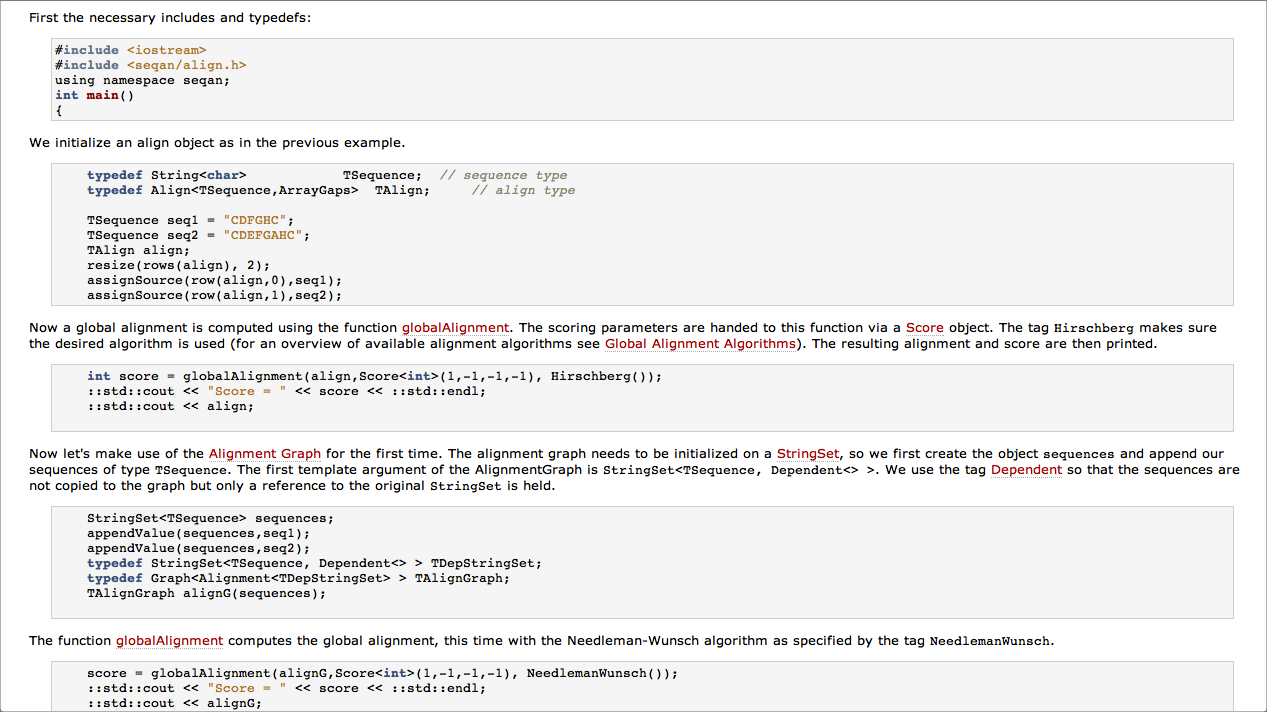 First the necessary includes and typedefs:
#include <iostream>
#include <seqan/align.h>
using namespace seqan;
int main()
{
We initialize an align object as in the previous example.
typedef String<char>            TSequence;  // sequence type
typedef Align<TSequence,ArrayGaps>  TAlign;     // align type
TSequence seq1 = "CDFGHC";
TSequence seq2 = "CDEFGAHC";
TAlign align;
resize(rows(align), 2);
assignSource(row(align,0),seq1);
assignSource(row(align,1),seq2);
Now a global alignment is computed using the function globalAlignment. The scoring parameters are handed to this function via a Score object. The tag Hirschberg makes sure
the desired algorithm is used (for an overview of available alignment algorithms see Global Alignment Algorithms). The resulting alignment and score are then printed.
int score = globalAlignment(align,Score<int>(1,-1,-1,-1), Hirschberg());
::std::cout << "Score = " << score << ::std::endl;
::std::cout << align;
Now let's make use of the Alignment Graph for the first time. The alignment graph needs to be initialized on a StringSet, so we first create the object sequences and append our
sequences of type TSequence. The first template argument of the AlignmentGraph is StringSet<TSequence, Dependent<> >. We use the tag Dependent so that the sequences are
not copied to the graph but only a reference to the original StringSet is held.
StringSet<TSequence> sequences;
appendValue(sequences,seq1);
appendValue(sequences,seq2);
typedef StringSet<TSequence, Dependent<> > TDepStringSet;
typedef Graph<Alignment<TDepStringSet> > TAlignGraph;
TAlignGraph alignG(sequences);
The function globalAlignment computes the global alignment, this time with the Needleman-Wunsch algorithm as specified by the tag NeedlemanWunsch.
score = globalAlignment(alignG,Score<int>(1,-1,-1,-1), NeedlemanWunsch());
::std::cout << "Score = " << score << ::std::endl;
::std::cout << alignG;